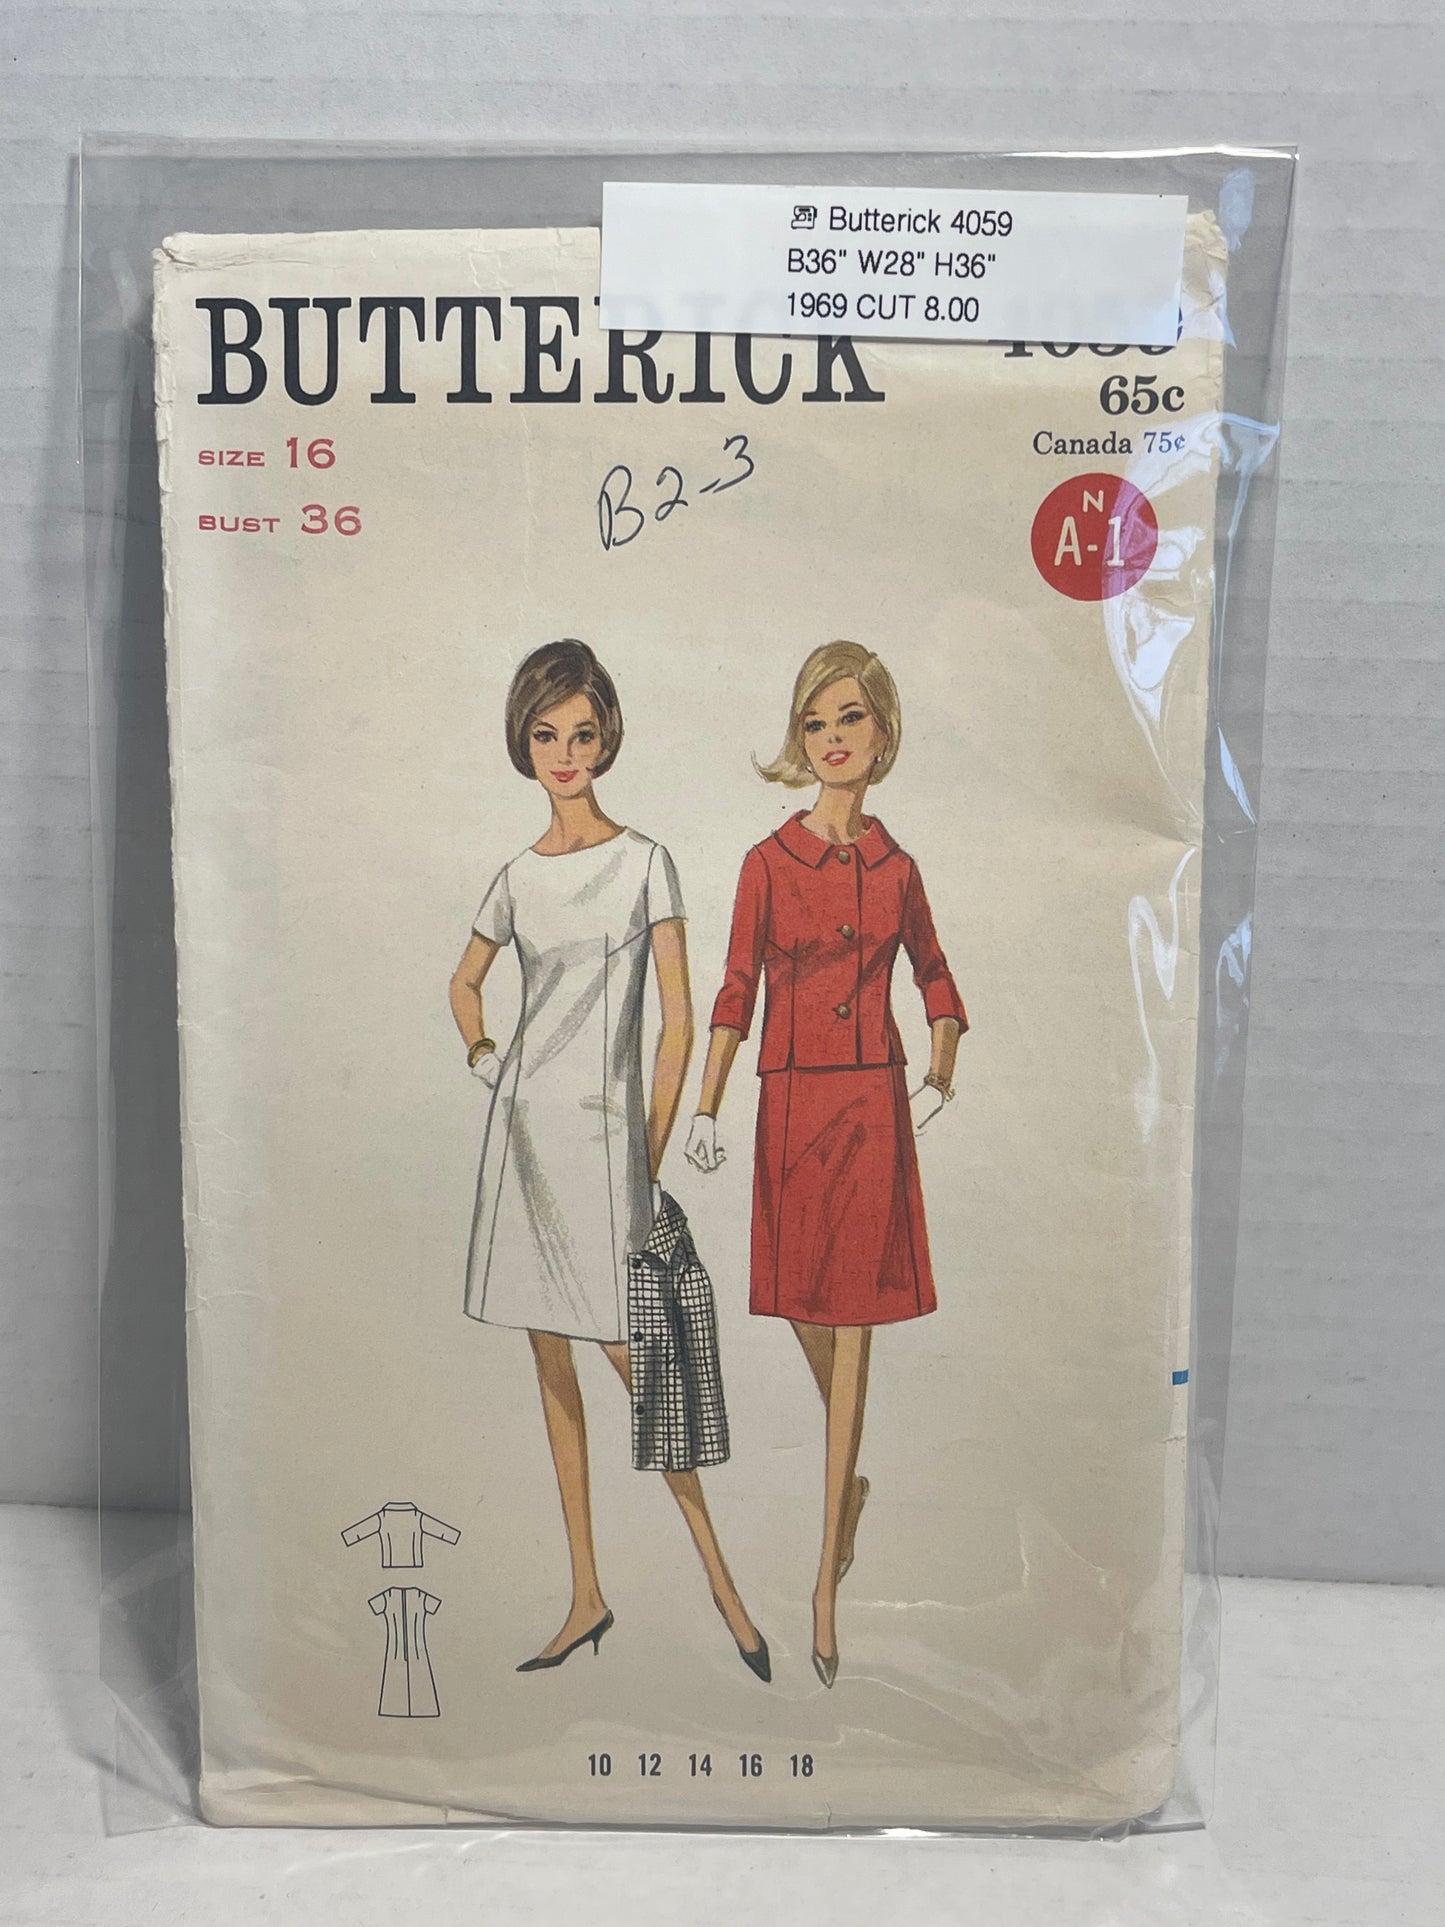 Butterick 4059
B36" W28" H36"
1969 CUT 8.00
BUTTERICK
4059
65c
SIZE 16
Canada 75¢
BUST 36
B2-3
N
A-1
10 12 14 16 18